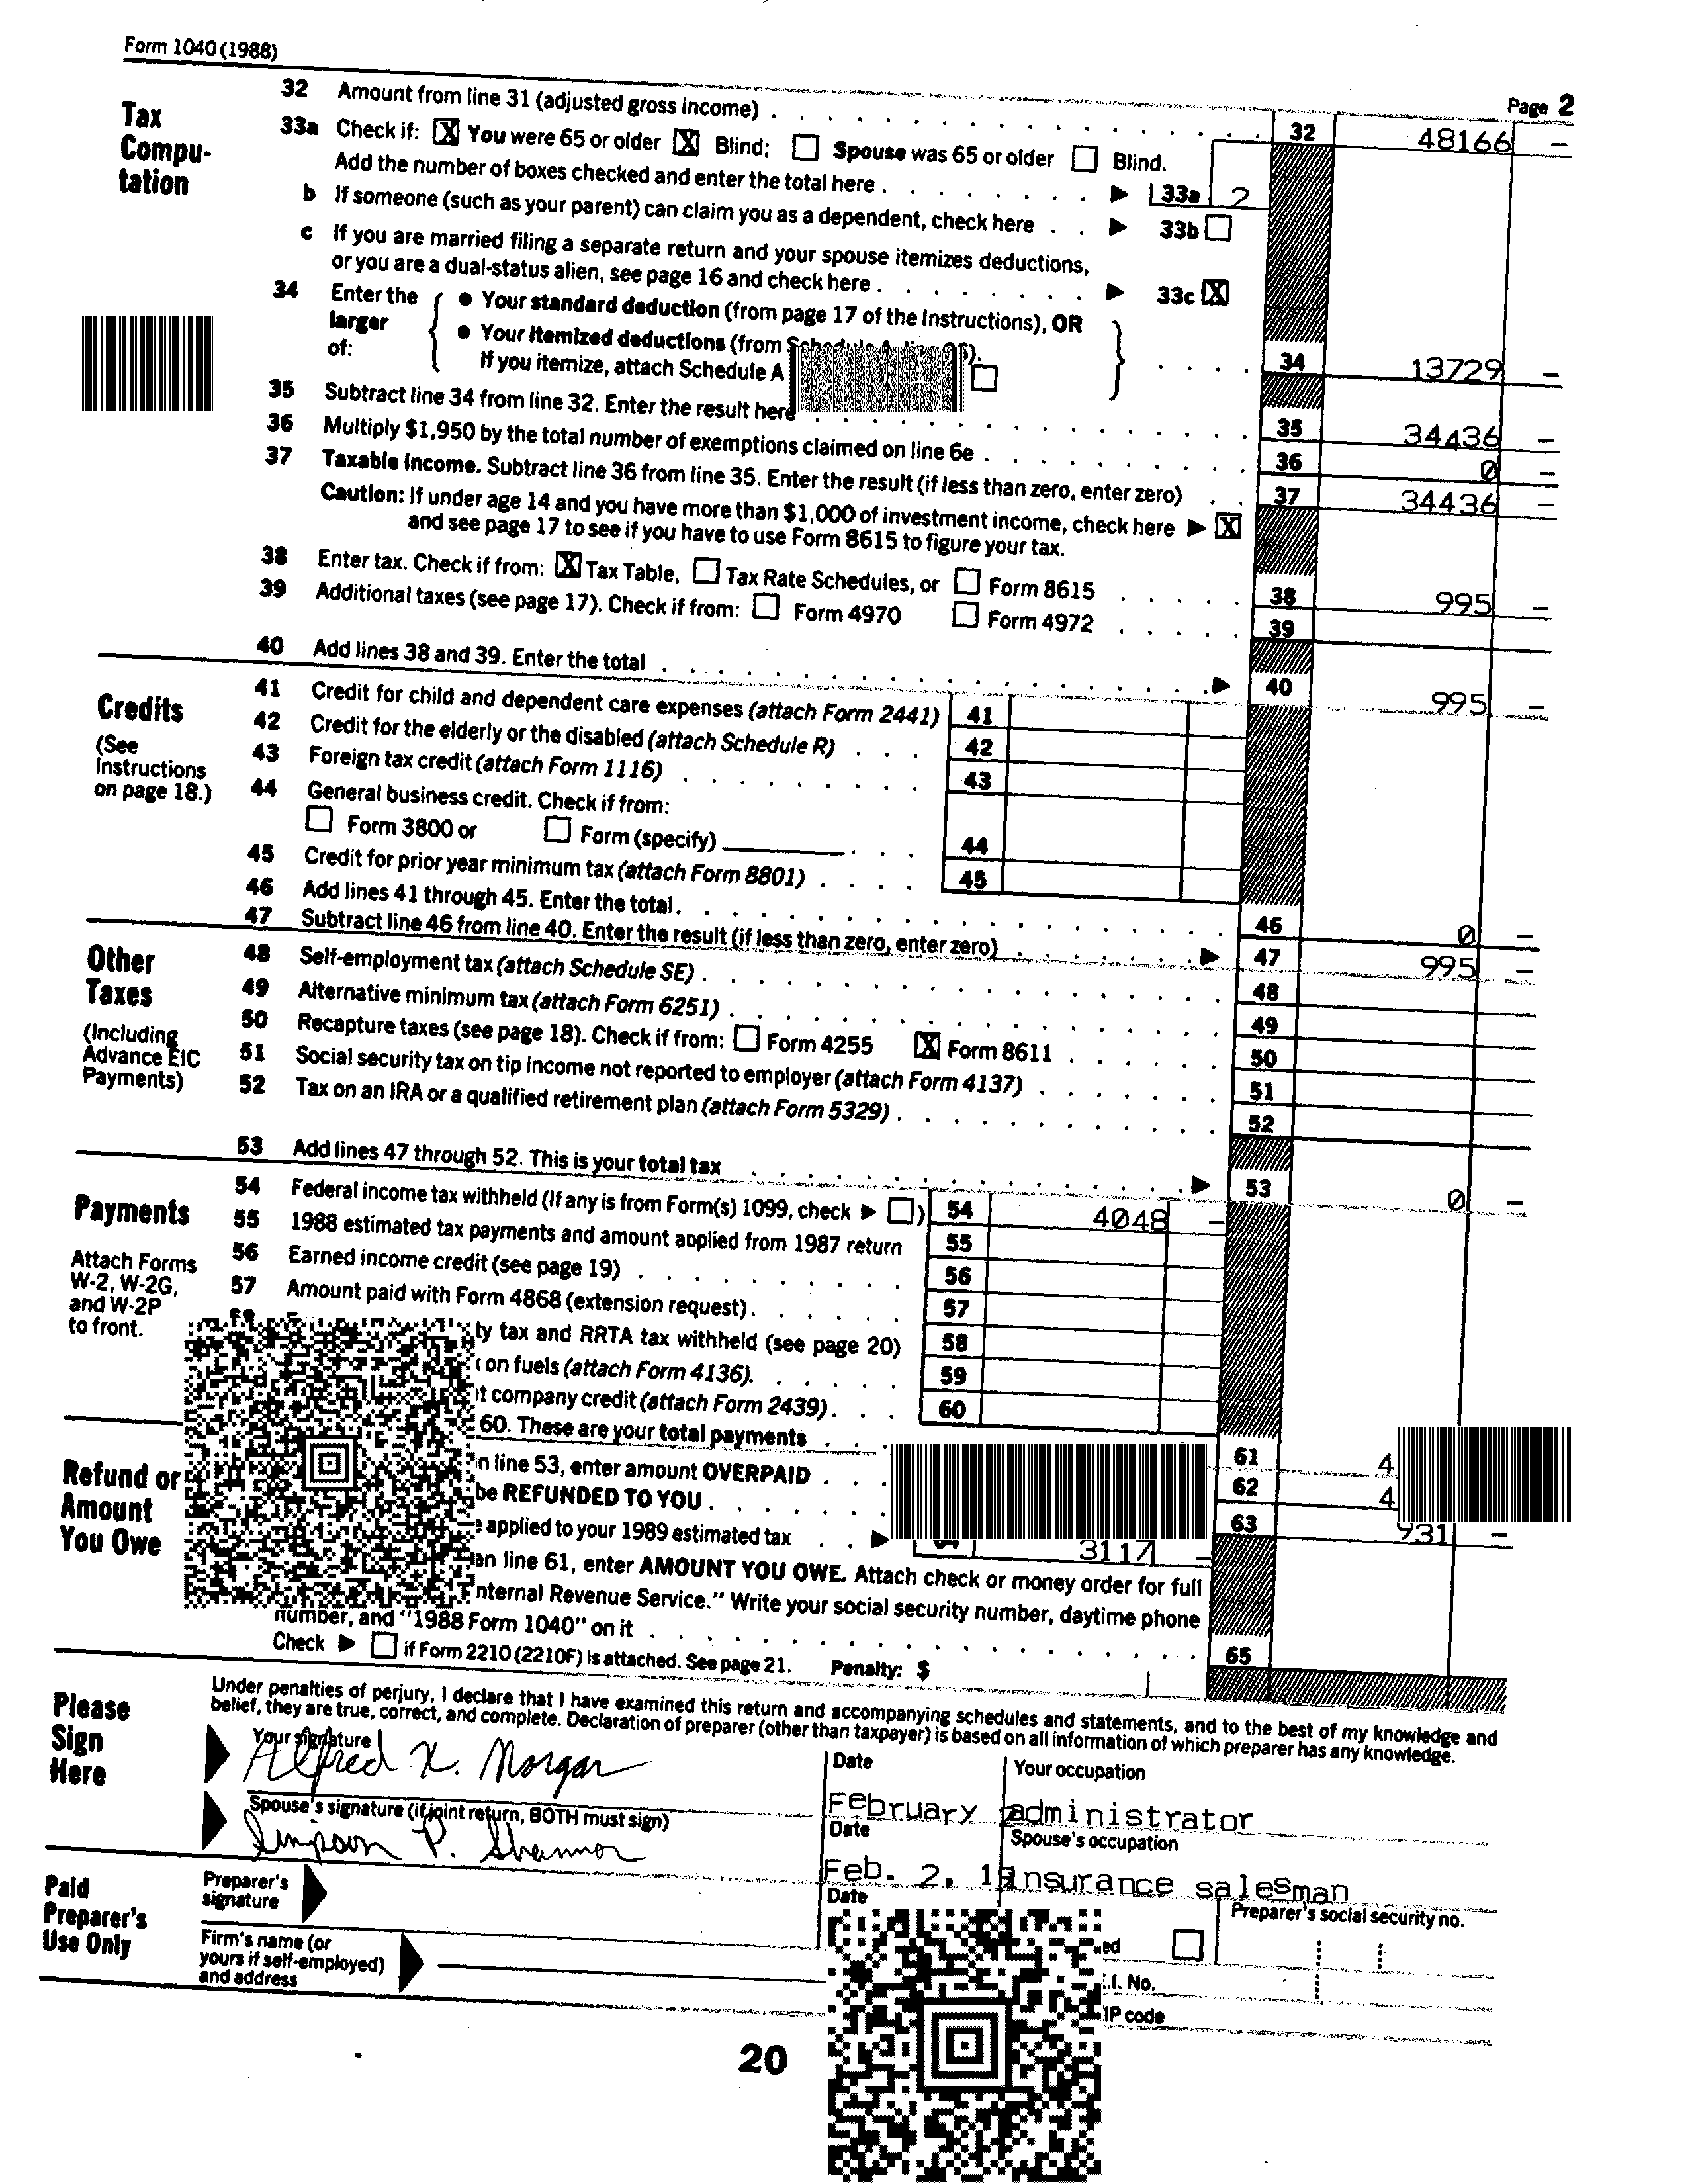 Form 1040 (1988)
Page 2
Tax
Compu-
tation
32 Amount from line 31 (adjusted gross income) 32 48166 –
33a Check if: X You were 65 or older X Blind; Spouse was 65 or older Blind.
Add the number of boxes checked and enter the total here 33a 2
b If someone (such as your parent) can claim you as a dependent, check here 33b
c If you are married filing a separate return and your spouse itemizes deductions,
or you are a dual-status alien, see page 16 and check here 33c X
34 Enter the larger of:
● Your standard deduction (from page 17 of the Instructions), OR
● Your itemized deductions (from Schedule A,
If you itemize, attach Schedule A
34 13729 –
35 Subtract line 34 from line 32. Enter the result here 35 34436 –
36 Multiply $1,950 by the total number of exemptions claimed on line 6e 36 0 –
37 Taxable income. Subtract line 36 from line 35. Enter the result (if less than zero, enter zero) 37 34436 –
Caution: If under age 14 and you have more than $1,000 of investment income, check here X
and see page 17 to see if you have to use Form 8615 to figure your tax.
38 Enter tax. Check if from: X Tax Table, Tax Rate Schedules, or Form 8615 38 995 –
39 Additional taxes (see page 17). Check if from: Form 4970 Form 4972 39
40 Add lines 38 and 39. Enter the total 40 995 –
Credits
(See
Instructions
on page 18.)
41 Credit for child and dependent care expenses (attach Form 2441) 41
42 Credit for the elderly or the disabled (attach Schedule R) 42
43 Foreign tax credit (attach Form 1116) 43
44 General business credit. Check if from:
Form 3800 or Form (specify) 44
45 Credit for prior year minimum tax (attach Form 8801) 45
46 Add lines 41 through 45. Enter the total 46 0 –
47 Subtract line 46 from line 40. Enter the result (if less than zero, enter zero) 47 995 –
Other
Taxes
(Including
Advance EIC
Payments)
48 Self-employment tax (attach Schedule SE) 48
49 Alternative minimum tax (attach Form 6251) 49
50 Recapture taxes (see page 18). Check if from: Form 4255 X Form 8611 50
51 Social security tax on tip income not reported to employer (attach Form 4137) 51
52 Tax on an IRA or a qualified retirement plan (attach Form 5329) 52
53 Add lines 47 through 52. This is your total tax 53 0 –
Payments
Attach Forms
W-2, W-2G,
and W-2P
to front.
54 Federal income tax withheld (If any is from Form(s) 1099, check ) 54 4048 –
55 1988 estimated tax payments and amount applied from 1987 return 55
56 Earned income credit (see page 19) 56
57 Amount paid with Form 4868 (extension request) 57
ty tax and RRTA tax withheld (see page 20) 58
on fuels (attach Form 4136) 59
company credit (attach Form 2439) 60
60. These are your total payments 61 4
Refund or
Amount
You Owe
line 53, enter amount OVERPAID 62 4
be REFUNDED TO YOU 63 931 –
applied to your 1989 estimated tax 3117 –
line 61, enter AMOUNT YOU OWE. Attach check or money order for full
Internal Revenue Service." Write your social security number, daytime phone
number, and "1988 Form 1040" on it 65
Check if Form 2210 (2210F) is attached. See page 21. Penalty: $
Please
Sign
Here
Under penalties of perjury, I declare that I have examined this return and accompanying schedules and statements, and to the best of my knowledge and
belief, they are true, correct, and complete. Declaration of preparer (other than taxpayer) is based on all information of which preparer has any knowledge.
Your signature Date Your occupation
Alfred X. Morgan February administrator
Spouse's signature (if joint return, BOTH must sign) Date Spouse's occupation
Simpson P. Shannon Feb. 2, insurance salesman
Paid
Preparer's
Use Only
Preparer's
signature
Date
Preparer's social security no.
Firm's name (or
yours if self-employed)
and address
E.I. No.
ZIP code
20